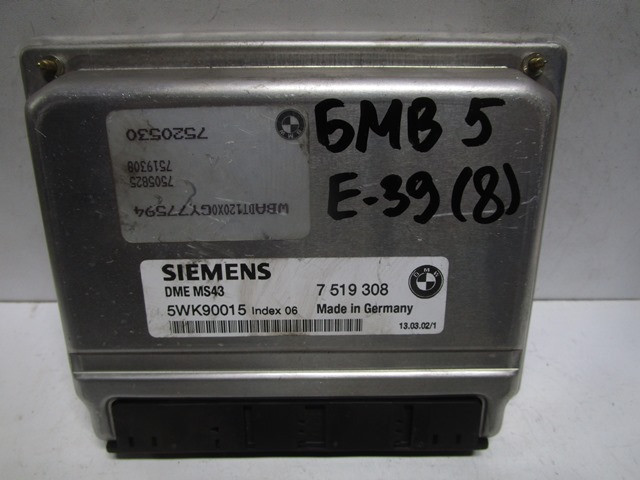 7520530
7519308
7505825
WBADT120X0GY77594
БМВ 5
E-39 (8)
SIEMENS
DME MS43
7 519 308
5WK90015 Index 06
Made in Germany
13.03.02/1
BMW